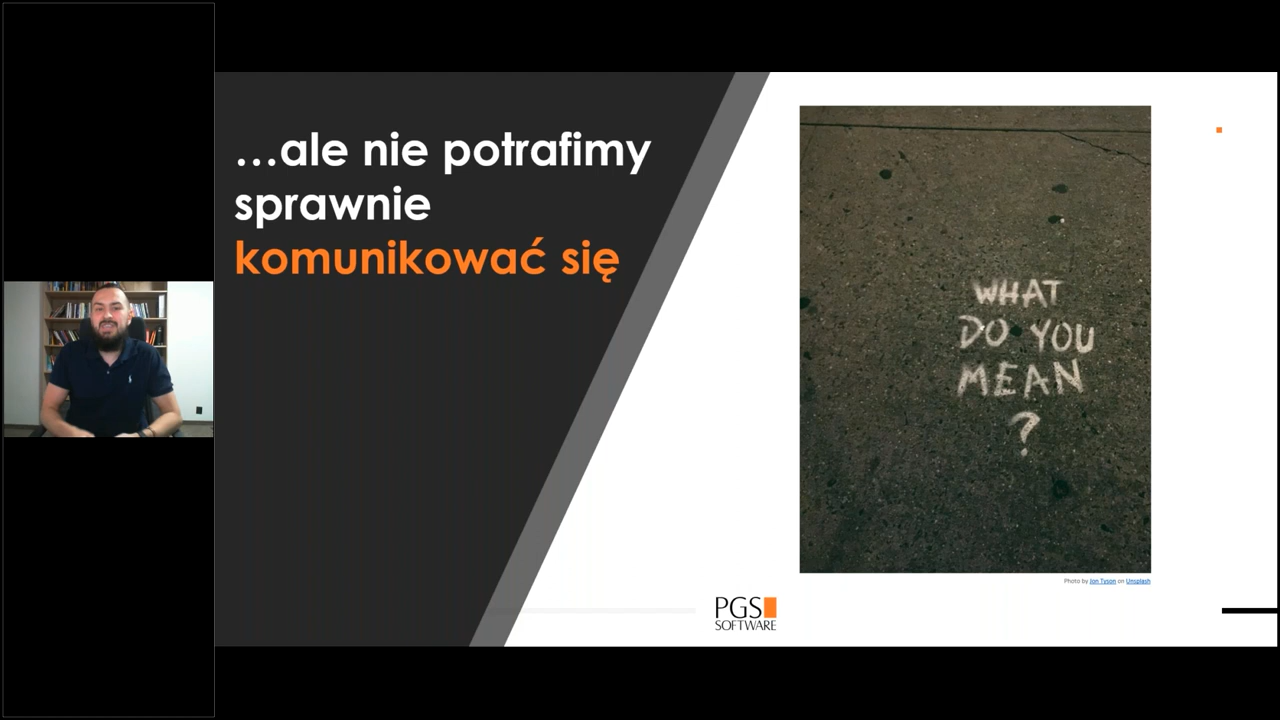 …ale nie potrafimy
sprawnie
komunikować się
WHAT
DO YOU
MEAN
?
Photo by Jon Tyson on Unsplash
PGS
SOFTWARE